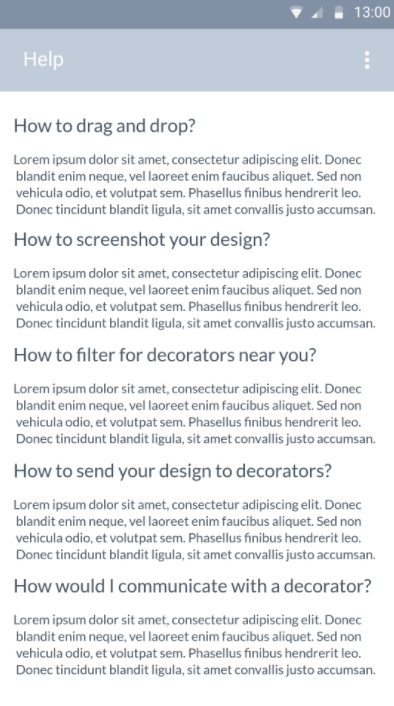 13:00
Help
How to drag and drop?
Lorem ipsum dolor sit amet, consectetur adipiscing elit. Donec
blandit enim neque, vel laoreet enim faucibus aliquet. Sed non
vehicula odio, et volutpat sem. Phasellus finibus hendrerit leo.
Donec tincidunt blandit ligula, sit amet convallis justo accumsan.
How to screenshot your design?
Lorem ipsum dolor sit amet, consectetur adipiscing elit. Donec
blandit enim neque, vel laoreet enim faucibus aliquet. Sed non
vehicula odio, et volutpat sem. Phasellus finibus hendrerit leo.
Donec tincidunt blandit ligula, sit amet convallis justo accumsan.
How to filter for decorators near you?
Lorem ipsum dolor sit amet, consectetur adipiscing elit. Donec
blandit enim neque, vel laoreet enim faucibus aliquet. Sed non
vehicula odio, et volutpat sem. Phasellus finibus hendrerit leo.
Donec tincidunt blandit ligula, sit amet convallis justo accumsan.
How to send your design to decorators?
Lorem ipsum dolor sit amet, consectetur adipiscing elit. Donec
blandit enim neque, vel laoreet enim faucibus aliquet. Sed non
vehicula odio, et volutpat sem. Phasellus finibus hendrerit leo.
Donec tincidunt blandit ligula, sit amet convallis justo accumsan.
How would I communicate with a decorator?
Lorem ipsum dolor sit amet, consectetur adipiscing elit. Donec
blandit enim neque, vel laoreet enim faucibus aliquet. Sed non
vehicula odio, et volutpat sem. Phasellus finibus hendrerit leo.
Donec tincidunt blandit ligula, sit amet convallis justo accumsan.